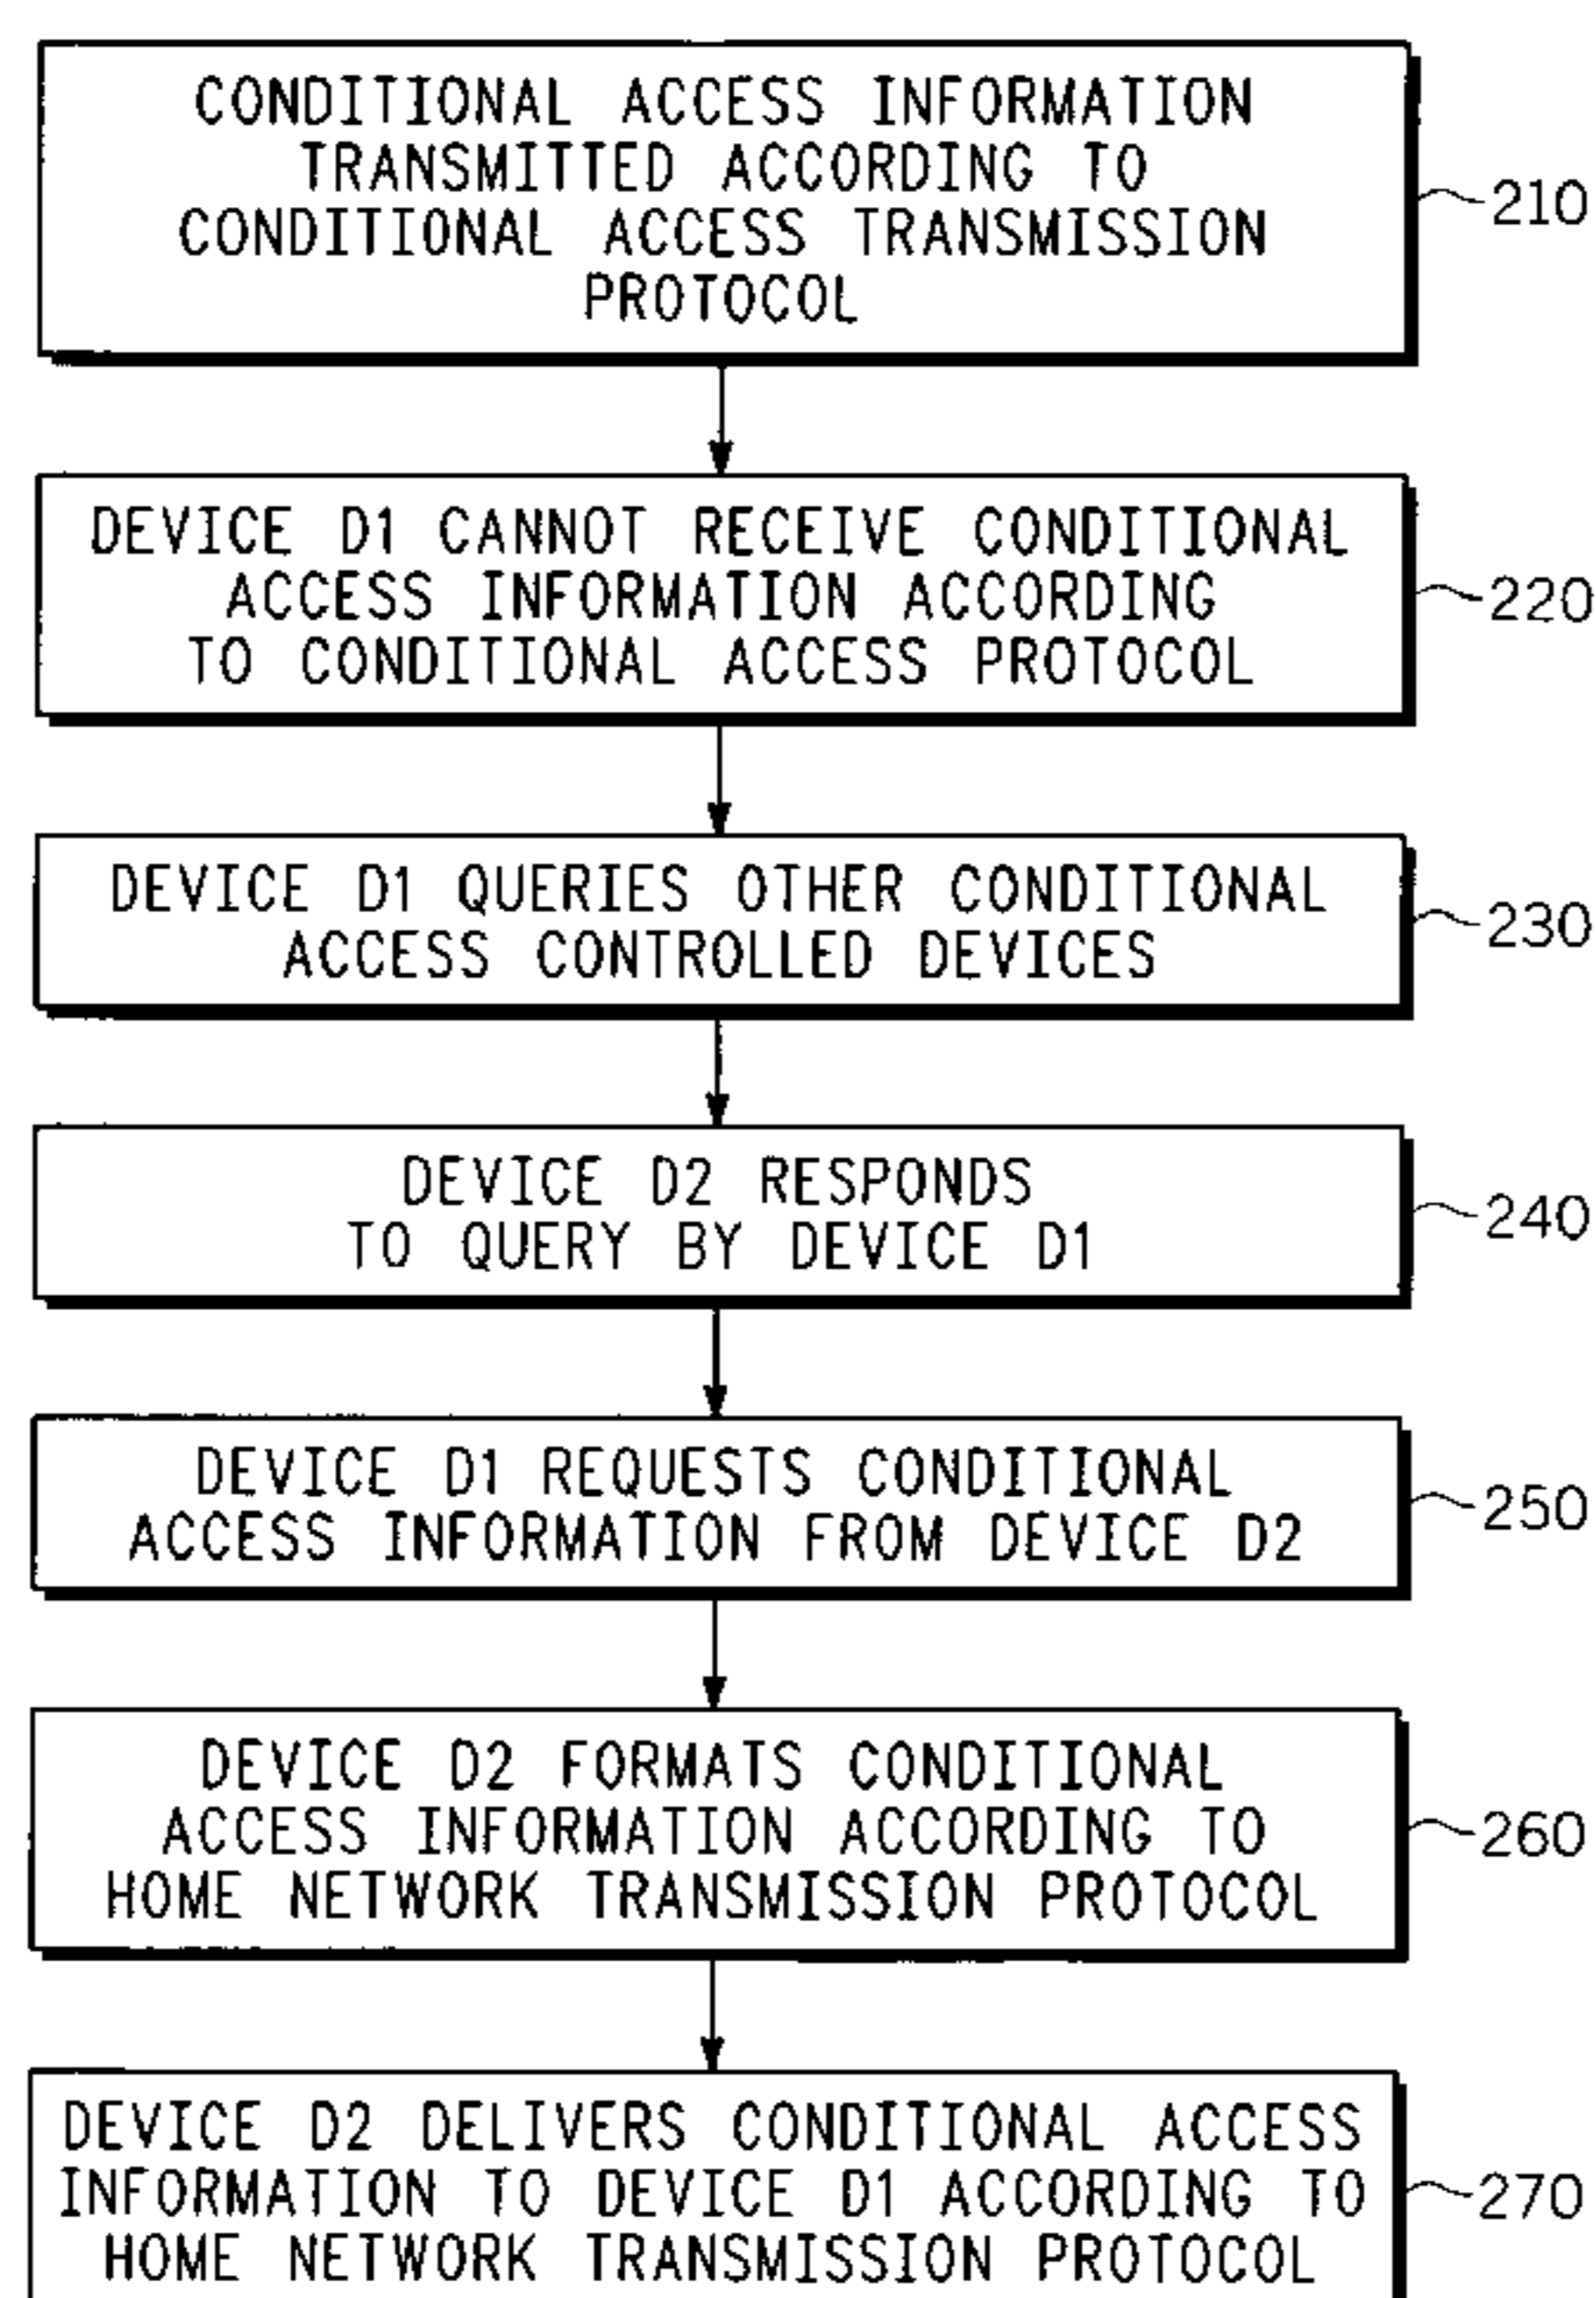 CONDITIONAL ACCESS INFORMATION
TRANSMITTED ACCORDING TO
CONDITIONAL ACCESS TRANSMISSION
PROTOCOL
210
DEVICE D1 CANNOT RECEIVE CONDITIONAL
ACCESS INFORMATION ACCORDING
TO CONDITIONAL ACCESS PROTOCOL
220
DEVICE D1 QUERIES OTHER CONDITIONAL
ACCESS CONTROLLED DEVICES
230
DEVICE D2 RESPONDS
TO QUERY BY DEVICE D1
240
DEVICE D1 REQUESTS CONDITIONAL
ACCESS INFORMATION FROM DEVICE D2
250
DEVICE D2 FORMATS CONDITIONAL
ACCESS INFORMATION ACCORDING TO
HOME NETWORK TRANSMISSION PROTOCOL
260
DEVICE D2 DELIVERS CONDITIONAL ACCESS
INFORMATION TO DEVICE D1 ACCORDING TO
HOME NETWORK TRANSMISSION PROTOCOL
270